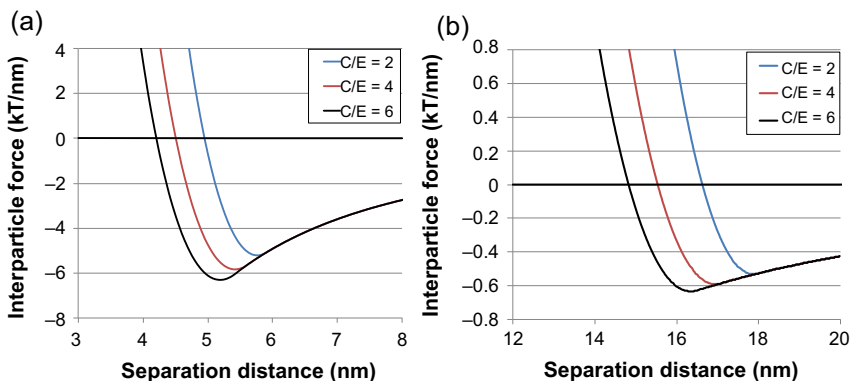 (a)
Interparticle force (kT/nm)
4
2
0
–2
–4
–6
–8
C/E = 2
C/E = 4
C/E = 6
3
4
5
6
7
8
Separation distance (nm)
(b)
Interparticle force (kT/nm)
0.8
0.6
0.4
0.2
0
–0.2
–0.4
–0.6
–0.8
C/E = 2
C/E = 4
C/E = 6
12
14
16
18
20
Separation distance (nm)